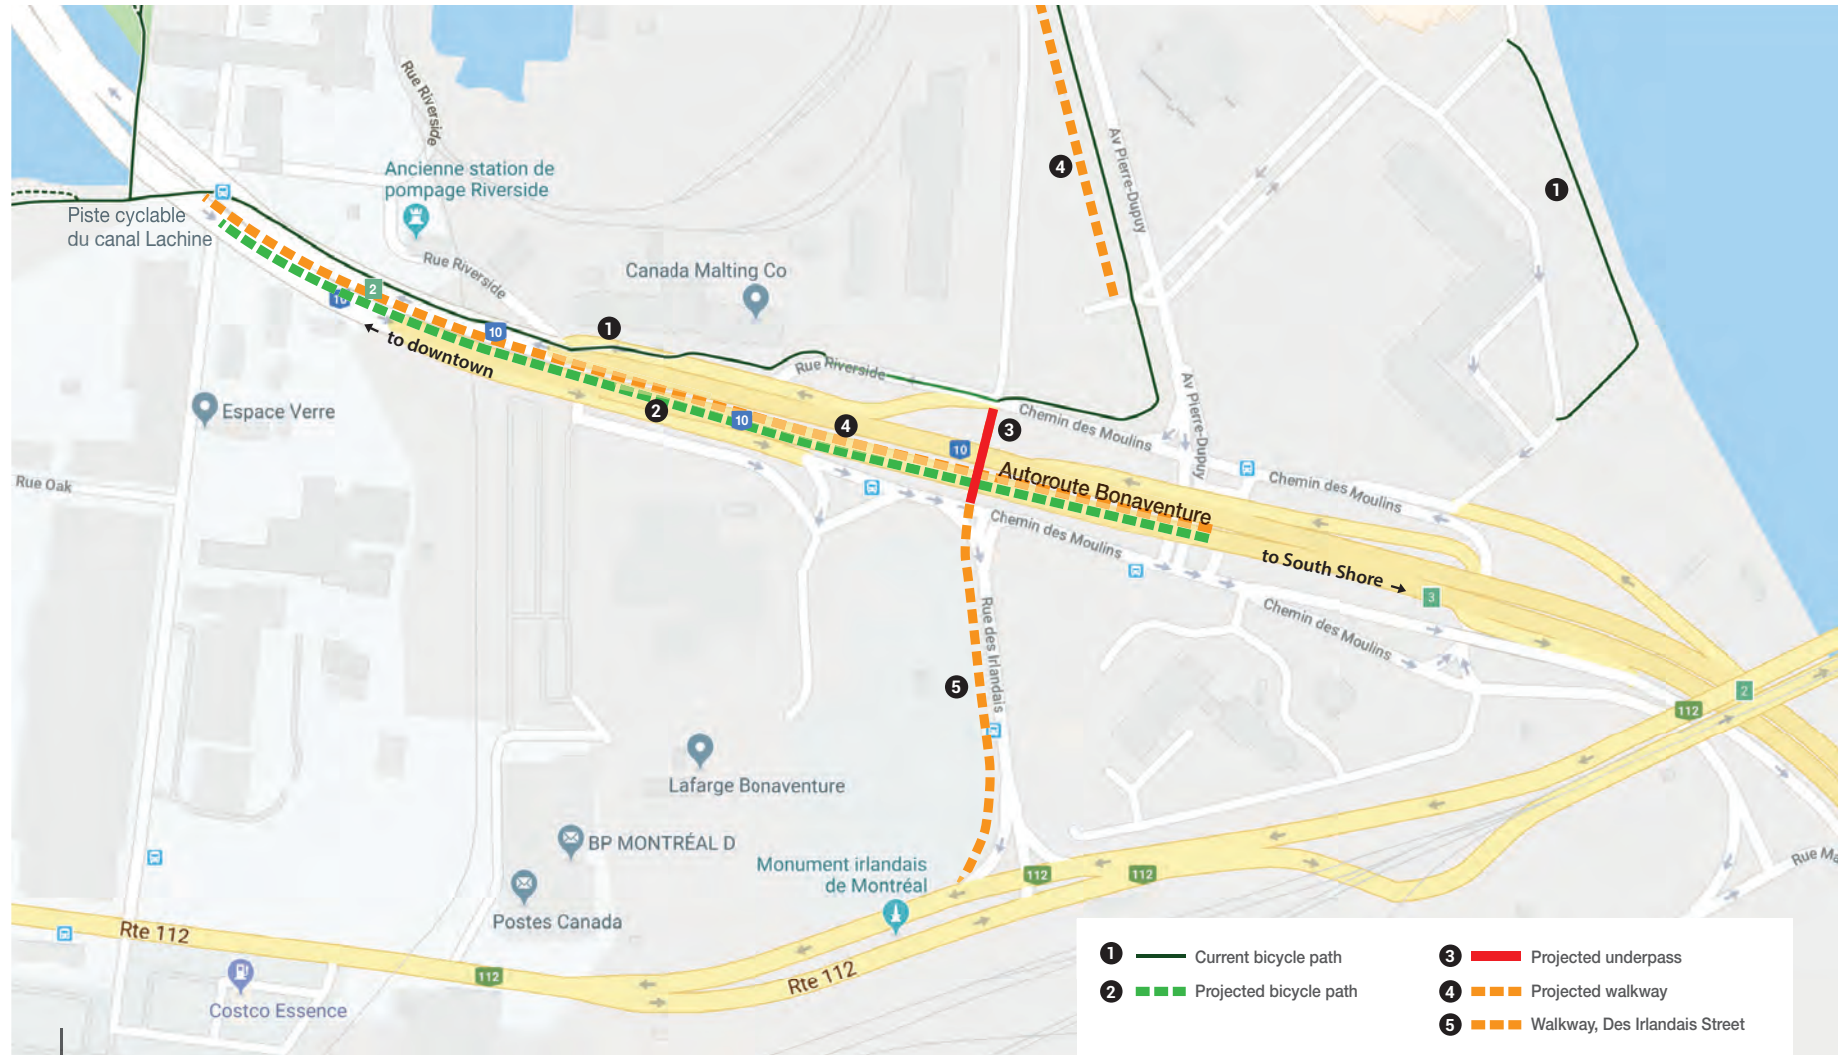 Rue Riverside
Ancienne station de
pompage Riverside
4
Av Pierre-Dupuy
1
Piste cyclable
du canal Lachine
Rue Riverside
Canada Malting Co
2
10
10
1
to downtown
Rue Riverside
Av Pierre-Dupuy
Espace Verre
2
10
4
3
Chemin des Moulins
10
Autoroute Bonaventure
Chemin des Moulins
Rue Oak
Chemin des Moulins
to South Shore
3
Chemin des Moulins
Rue des Irlandais
5
2
112
Lafarge Bonaventure
BP MONTRÉAL D
Monument irlandais
de Montréal
112
112
Postes Canada
Rte 112
112
Rte 112
Costco Essence
Rue Ma
1 Current bicycle path
2 Projected bicycle path
3 Projected underpass
4 Projected walkway
5 Walkway, Des Irlandais Street